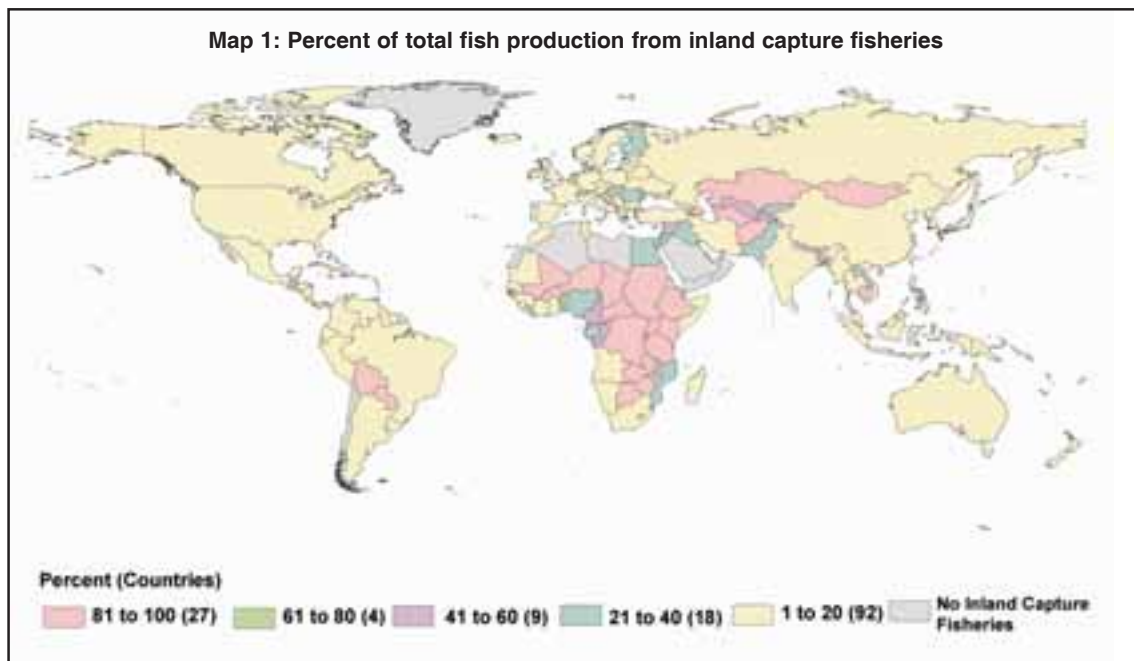 Map 1: Percent of total fish production from inland capture fisheries
Percent (Countries)
81 to 100 (27) 61 to 80 (4) 41 to 60 (9) 21 to 40 (18) 1 to 20 (92) No Inland Capture
Fisheries